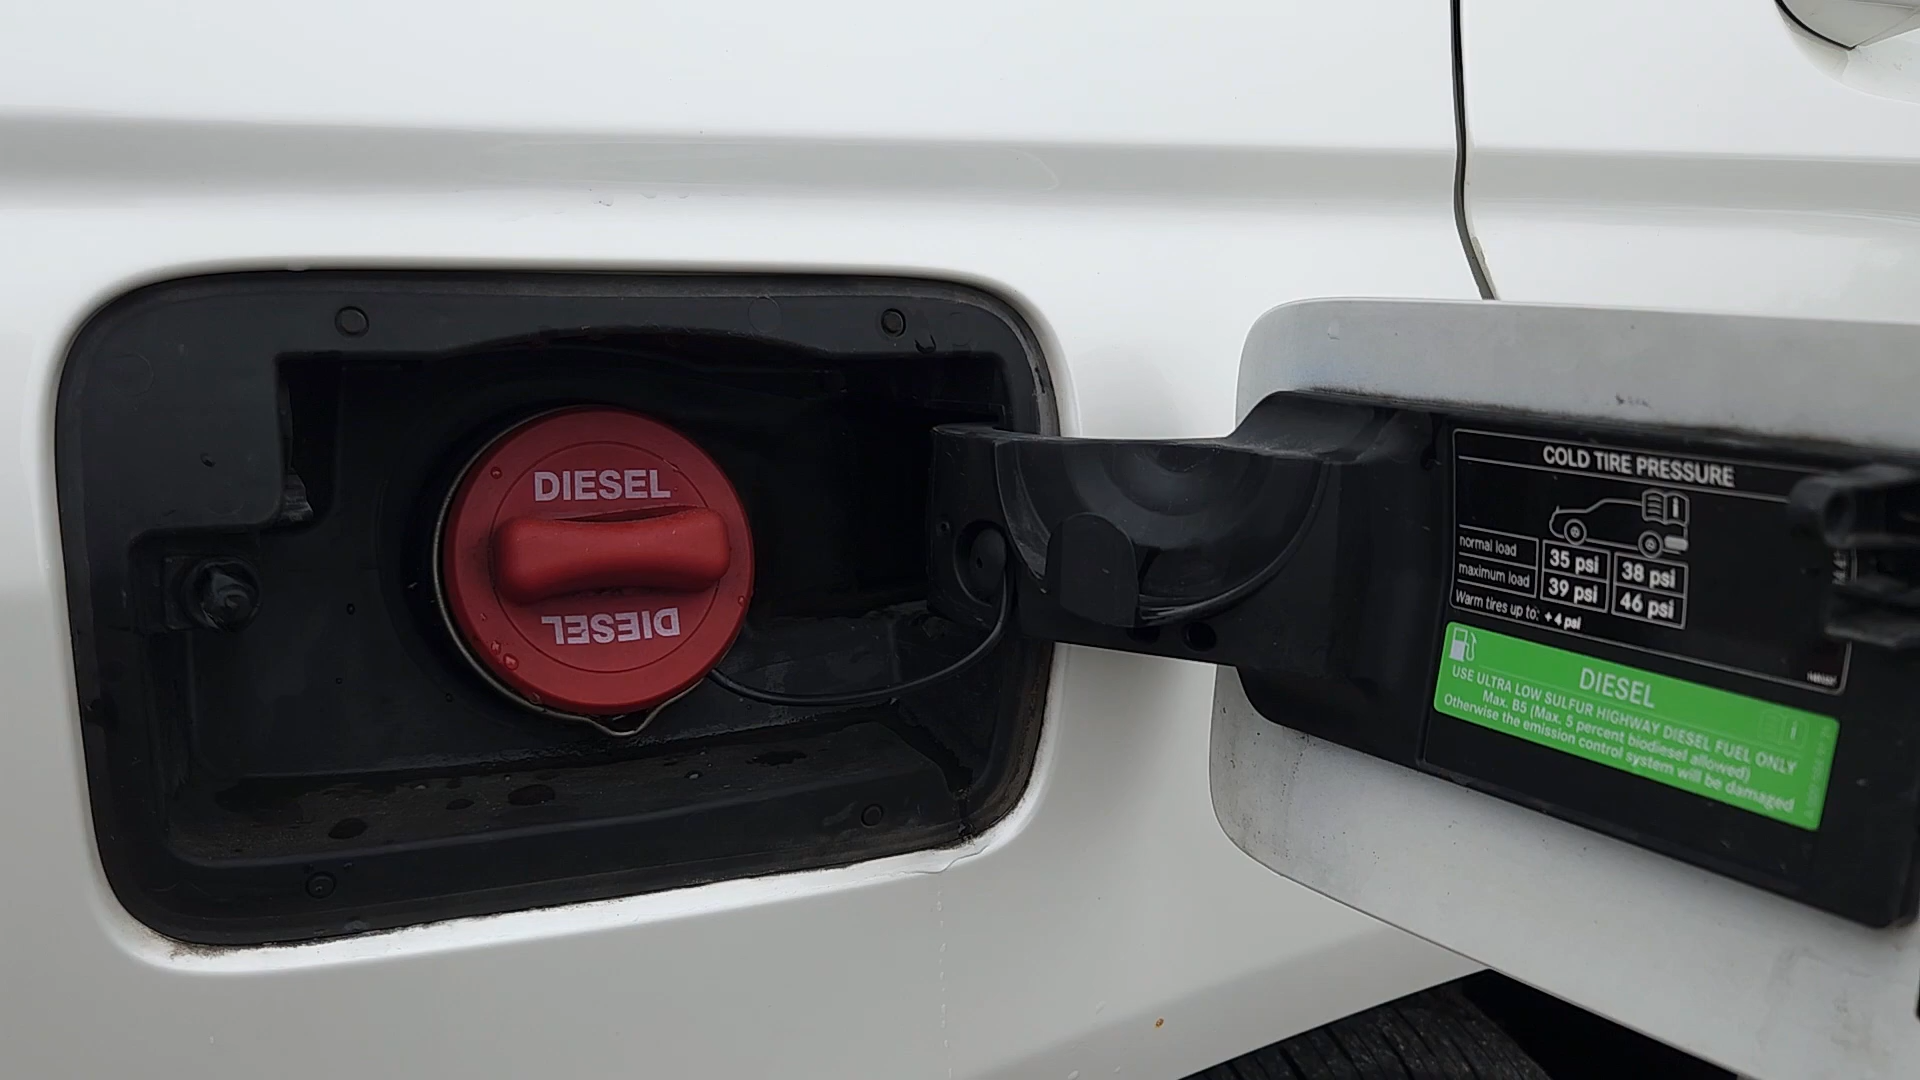 DIESEL
DIESEL
COLD TIRE PRESSURE
i
normal load 35 psi 38 psi
maximum load 39 psi 46 psi
Warm tires up to: + 4 psi
DIESEL
USE ULTRA LOW SULFUR HIGHWAY DIESEL FUEL ONLY
Max. B5 (Max. 5 percent biodiesel allowed)
Otherwise the emission control system will be damaged